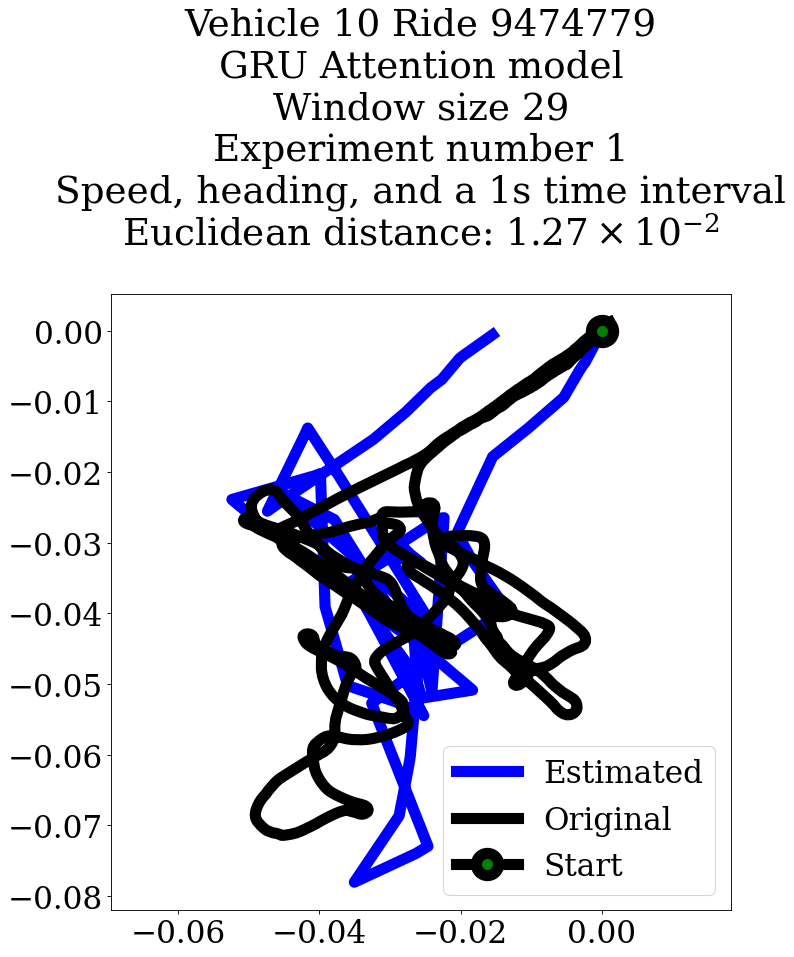 Vehicle 10 Ride 9474779
GRU Attention model
Window size 29
Experiment number 1
Speed, heading, and a 1s time interval
Euclidean distance: 1.27 × 10⁻²
0.00
−0.01
−0.02
−0.03
−0.04
−0.05
−0.06
−0.07
−0.08
Estimated
Original
Start
−0.06 −0.04 −0.02 0.00